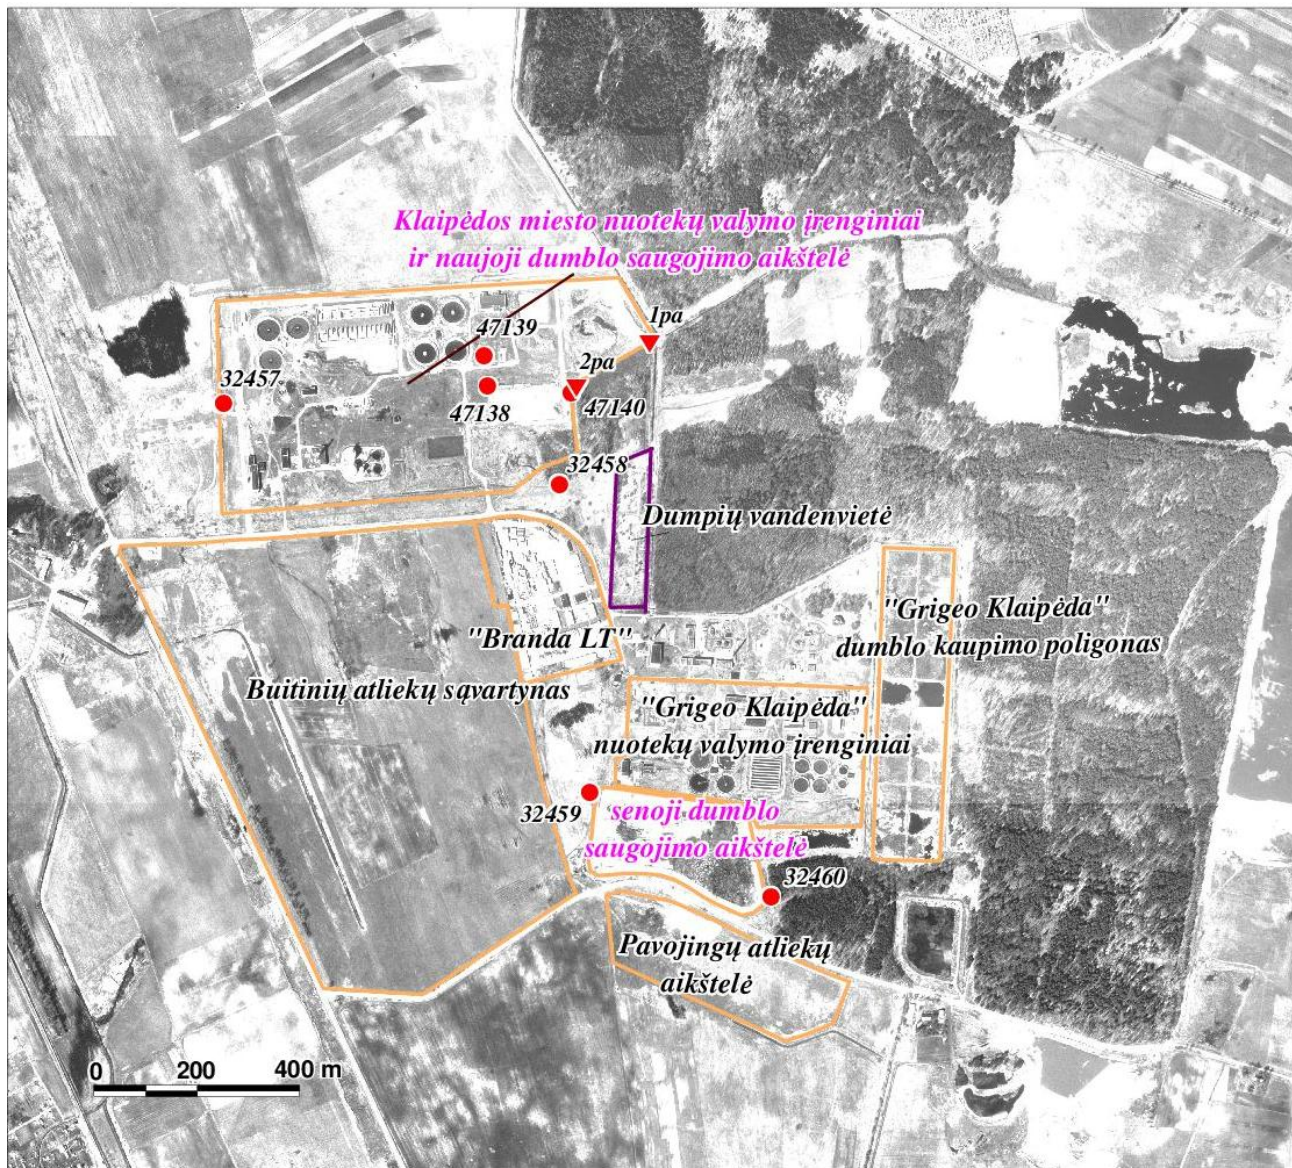 Klaipėdos miesto nuotekų valymo įrenginiai
ir naujoji dumblo saugojimo aikštelė
1pa
47139
2pa
32457
47138
47140
32458
Dumpių vandenvietė
"Grigeo Klaipėda"
dumblo kaupimo poligonas
"Branda LT"
Buitinių atliekų sąvartynas
"Grigeo Klaipėda"
nuotekų valymo įrenginiai
32459
senoji dumblo
saugojimo aikštelė
32460
Pavojingų atliekų
aikštelė
0 200 400 m